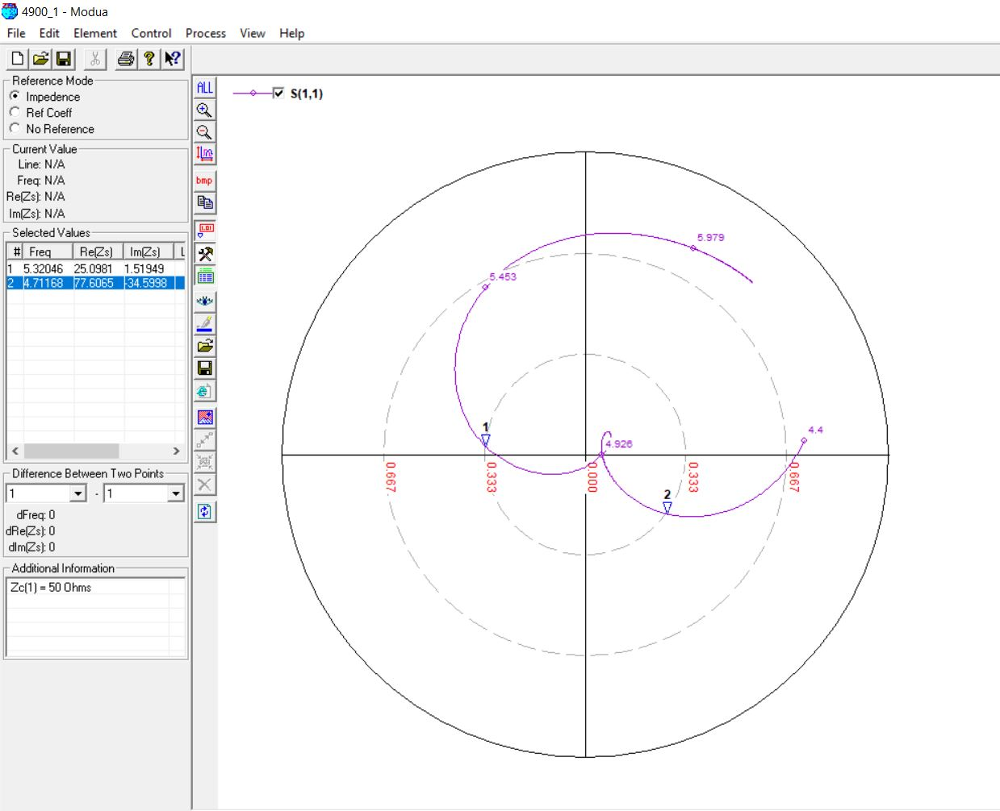 4900_1 - Modua
File Edit Element Control Process View Help
Reference Mode
Impedence
Ref Coeff
No Reference
Current Value
Line: N/A
Freq: N/A
Re(Zs): N/A
Im(Zs): N/A
Selected Values
# Freq Re(Zs) Im(Zs) L
1 5.32046 25.0981 1.51949
2 4.71168 77.6065 -34.5998
Difference Between Two Points
1 - 1
dFreq: 0
dRe(Zs): 0
dIm(Zs): 0
Additional Information
Zc(1) = 50 Ohms
ALL
bmp
1.01
S(1,1)
5.979
5.453
1
4.926
4.4
0.667
0.333
0.000
0.333
0.667
2